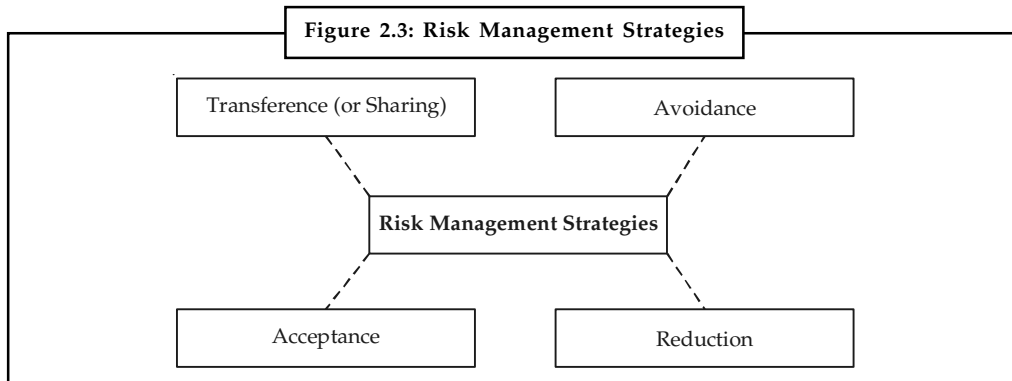 Figure 2.3: Risk Management Strategies
Transference (or Sharing)
Avoidance
Risk Management Strategies
Acceptance
Reduction